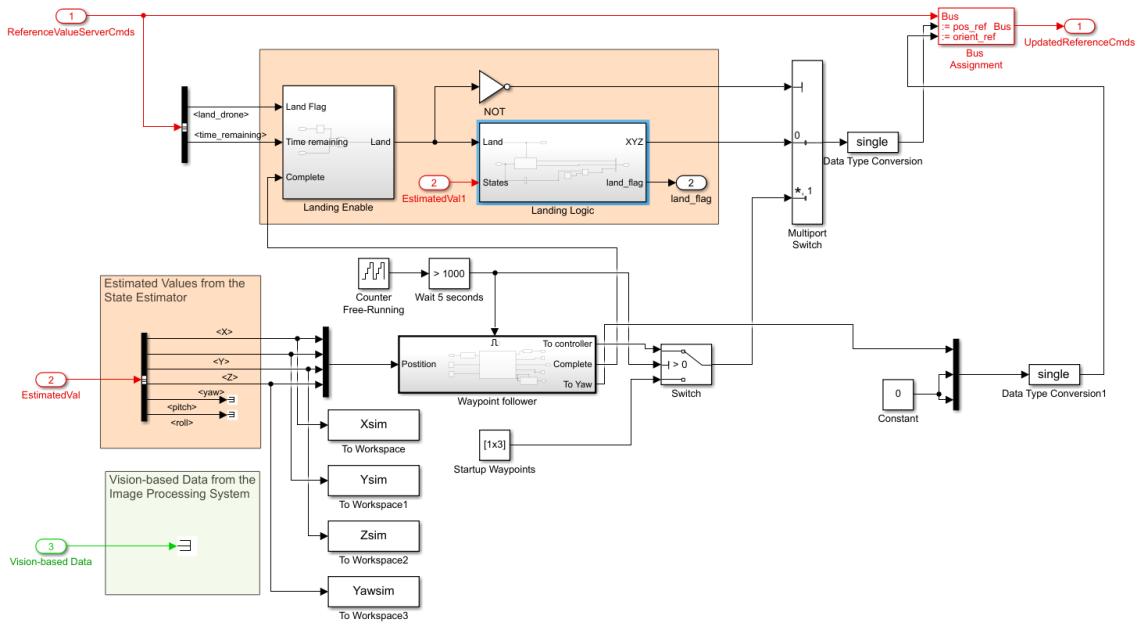 1
ReferenceValueServerCmds
Bus
:= pos_ref Bus
:= orient_ref
Bus
Assignment
1
UpdatedReferenceCmds
<land_drone>
<time_remaining>
Land Flag
Time remaining
Complete
Land
Landing Enable
NOT
2
EstimatedVal1
Land
States
XYZ
land_flag
Landing Logic
2
land_flag
0
*, 1
Multiport
Switch
single
Data Type Conversion
Estimated Values from the
State Estimator
2
EstimatedVal
<X>
<Y>
<Z>
<yaw>
<pitch>
<roll>
Counter
Free-Running
> 1000
Wait 5 seconds
Postition
To controller
Complete
To Yaw
Waypoint follower
> 0
Switch
[1x3]
Startup Waypoints
0
Constant
single
Data Type Conversion1
Xsim
To Workspace
Ysim
To Workspace1
Zsim
To Workspace2
Yawsim
To Workspace3
Vision-based Data from the
Image Processing System
3
Vision-based Data